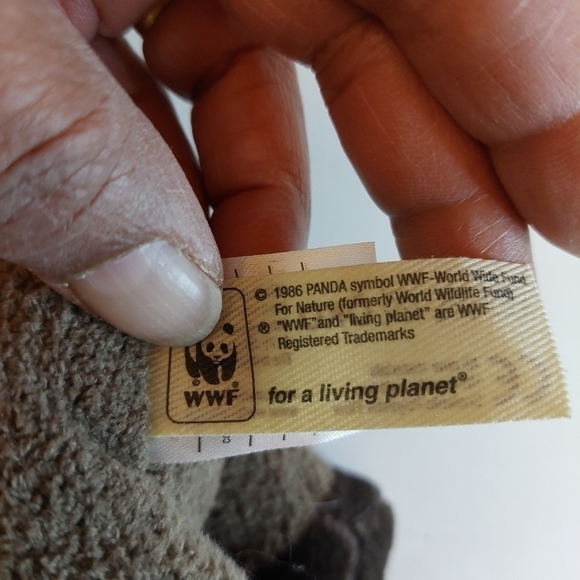 © 1986 PANDA symbol WWF-World Wide Fund
For Nature (formerly World Wildlife Fund)
® "WWF" and "living planet" are WWF
Registered Trademarks
WWF®
for a living planet®